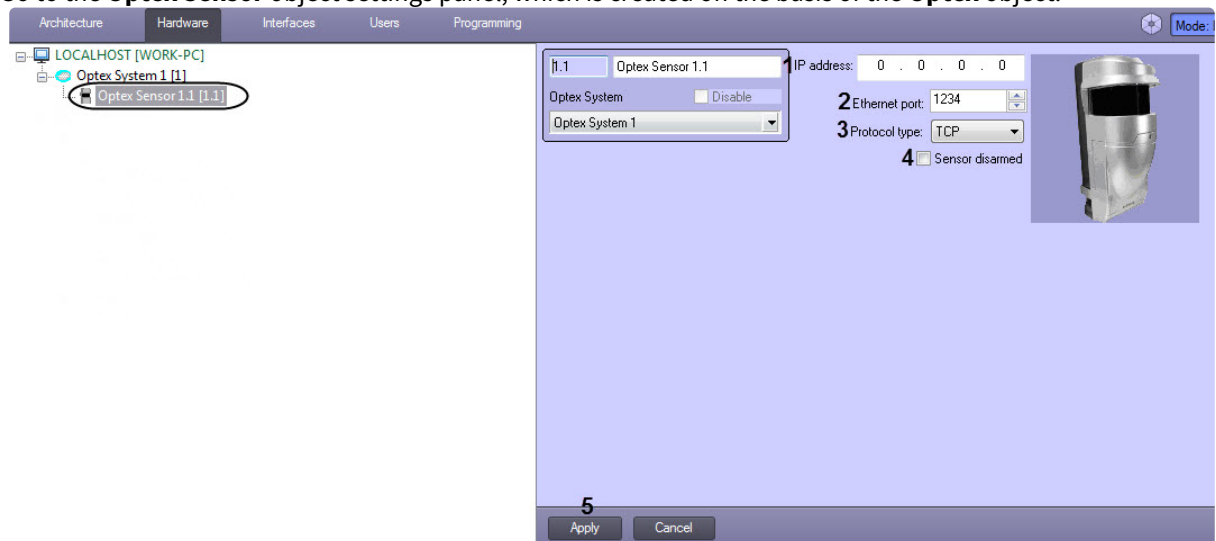 Go to the Optex Sensor object settings panel, which is created on the basis of the Optex object.
Architecture Hardware Interfaces Users Programming Mode:
LOCALHOST [WORK-PC]
Optex System 1 [1]
Optex Sensor 1.1 [1.1]
1.1 Optex Sensor 1.1
Optex System Disable
Optex System 1
1 IP address: 0 . 0 . 0 . 0
2 Ethernet port: 1234
3 Protocol type: TCP
4 Sensor disarmed
5
Apply Cancel